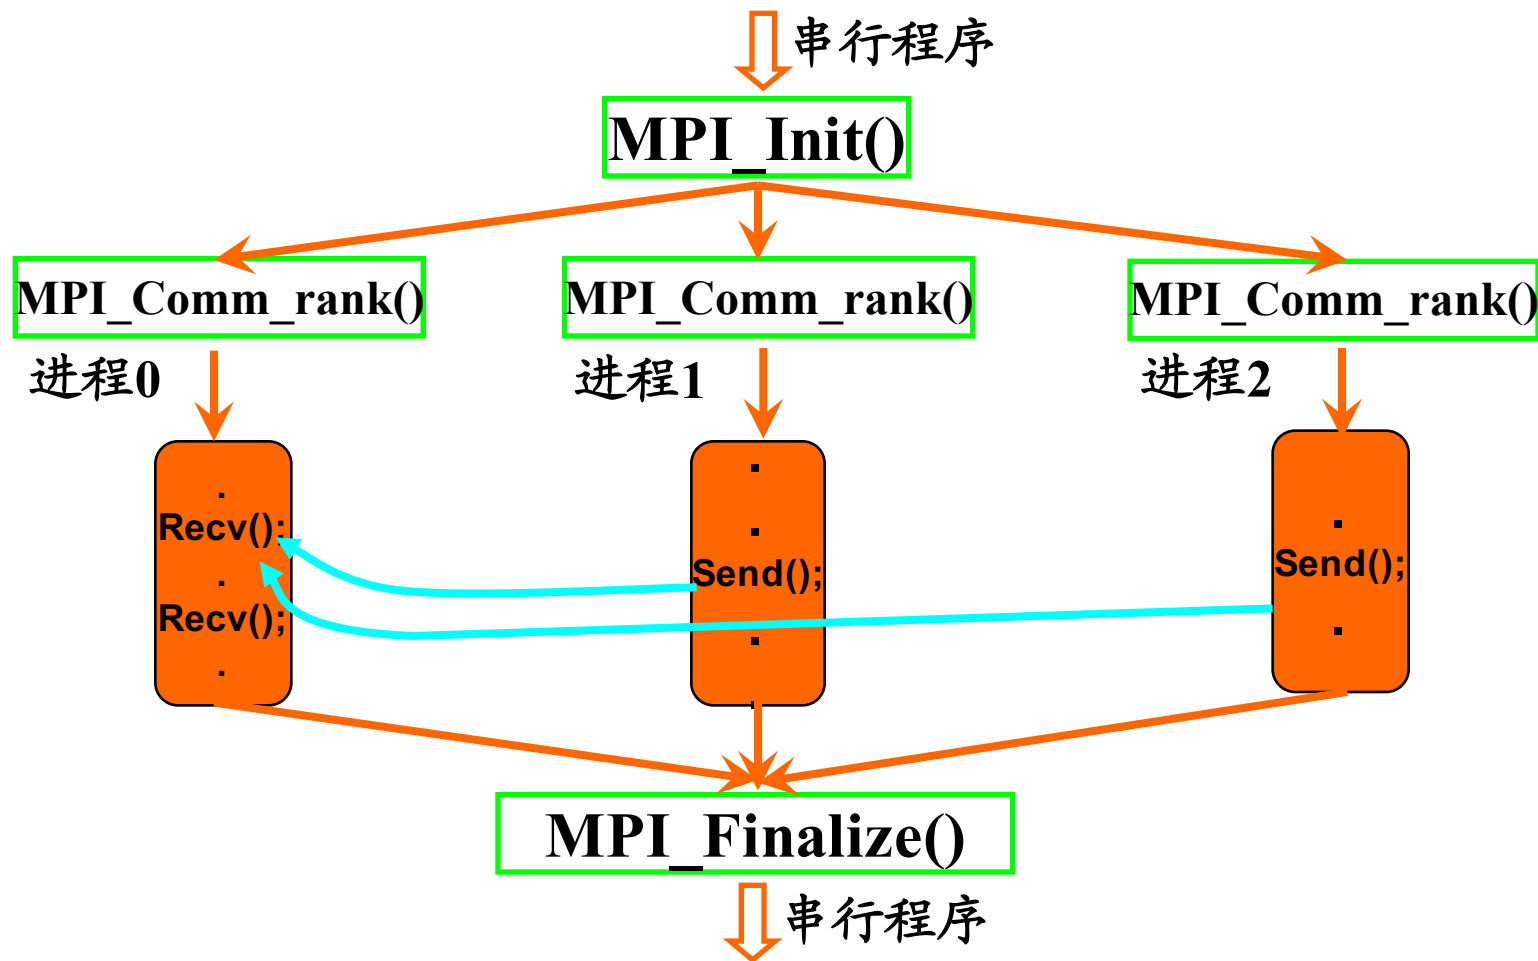 串行程序
MPI_Init()
MPI_Comm_rank()
MPI_Comm_rank()
MPI_Comm_rank()
进程0
进程1
进程2
.
Recv();
.
Recv();
.
.
.
Send();
.
.
.
Send();
.
MPI_Finalize()
串行程序